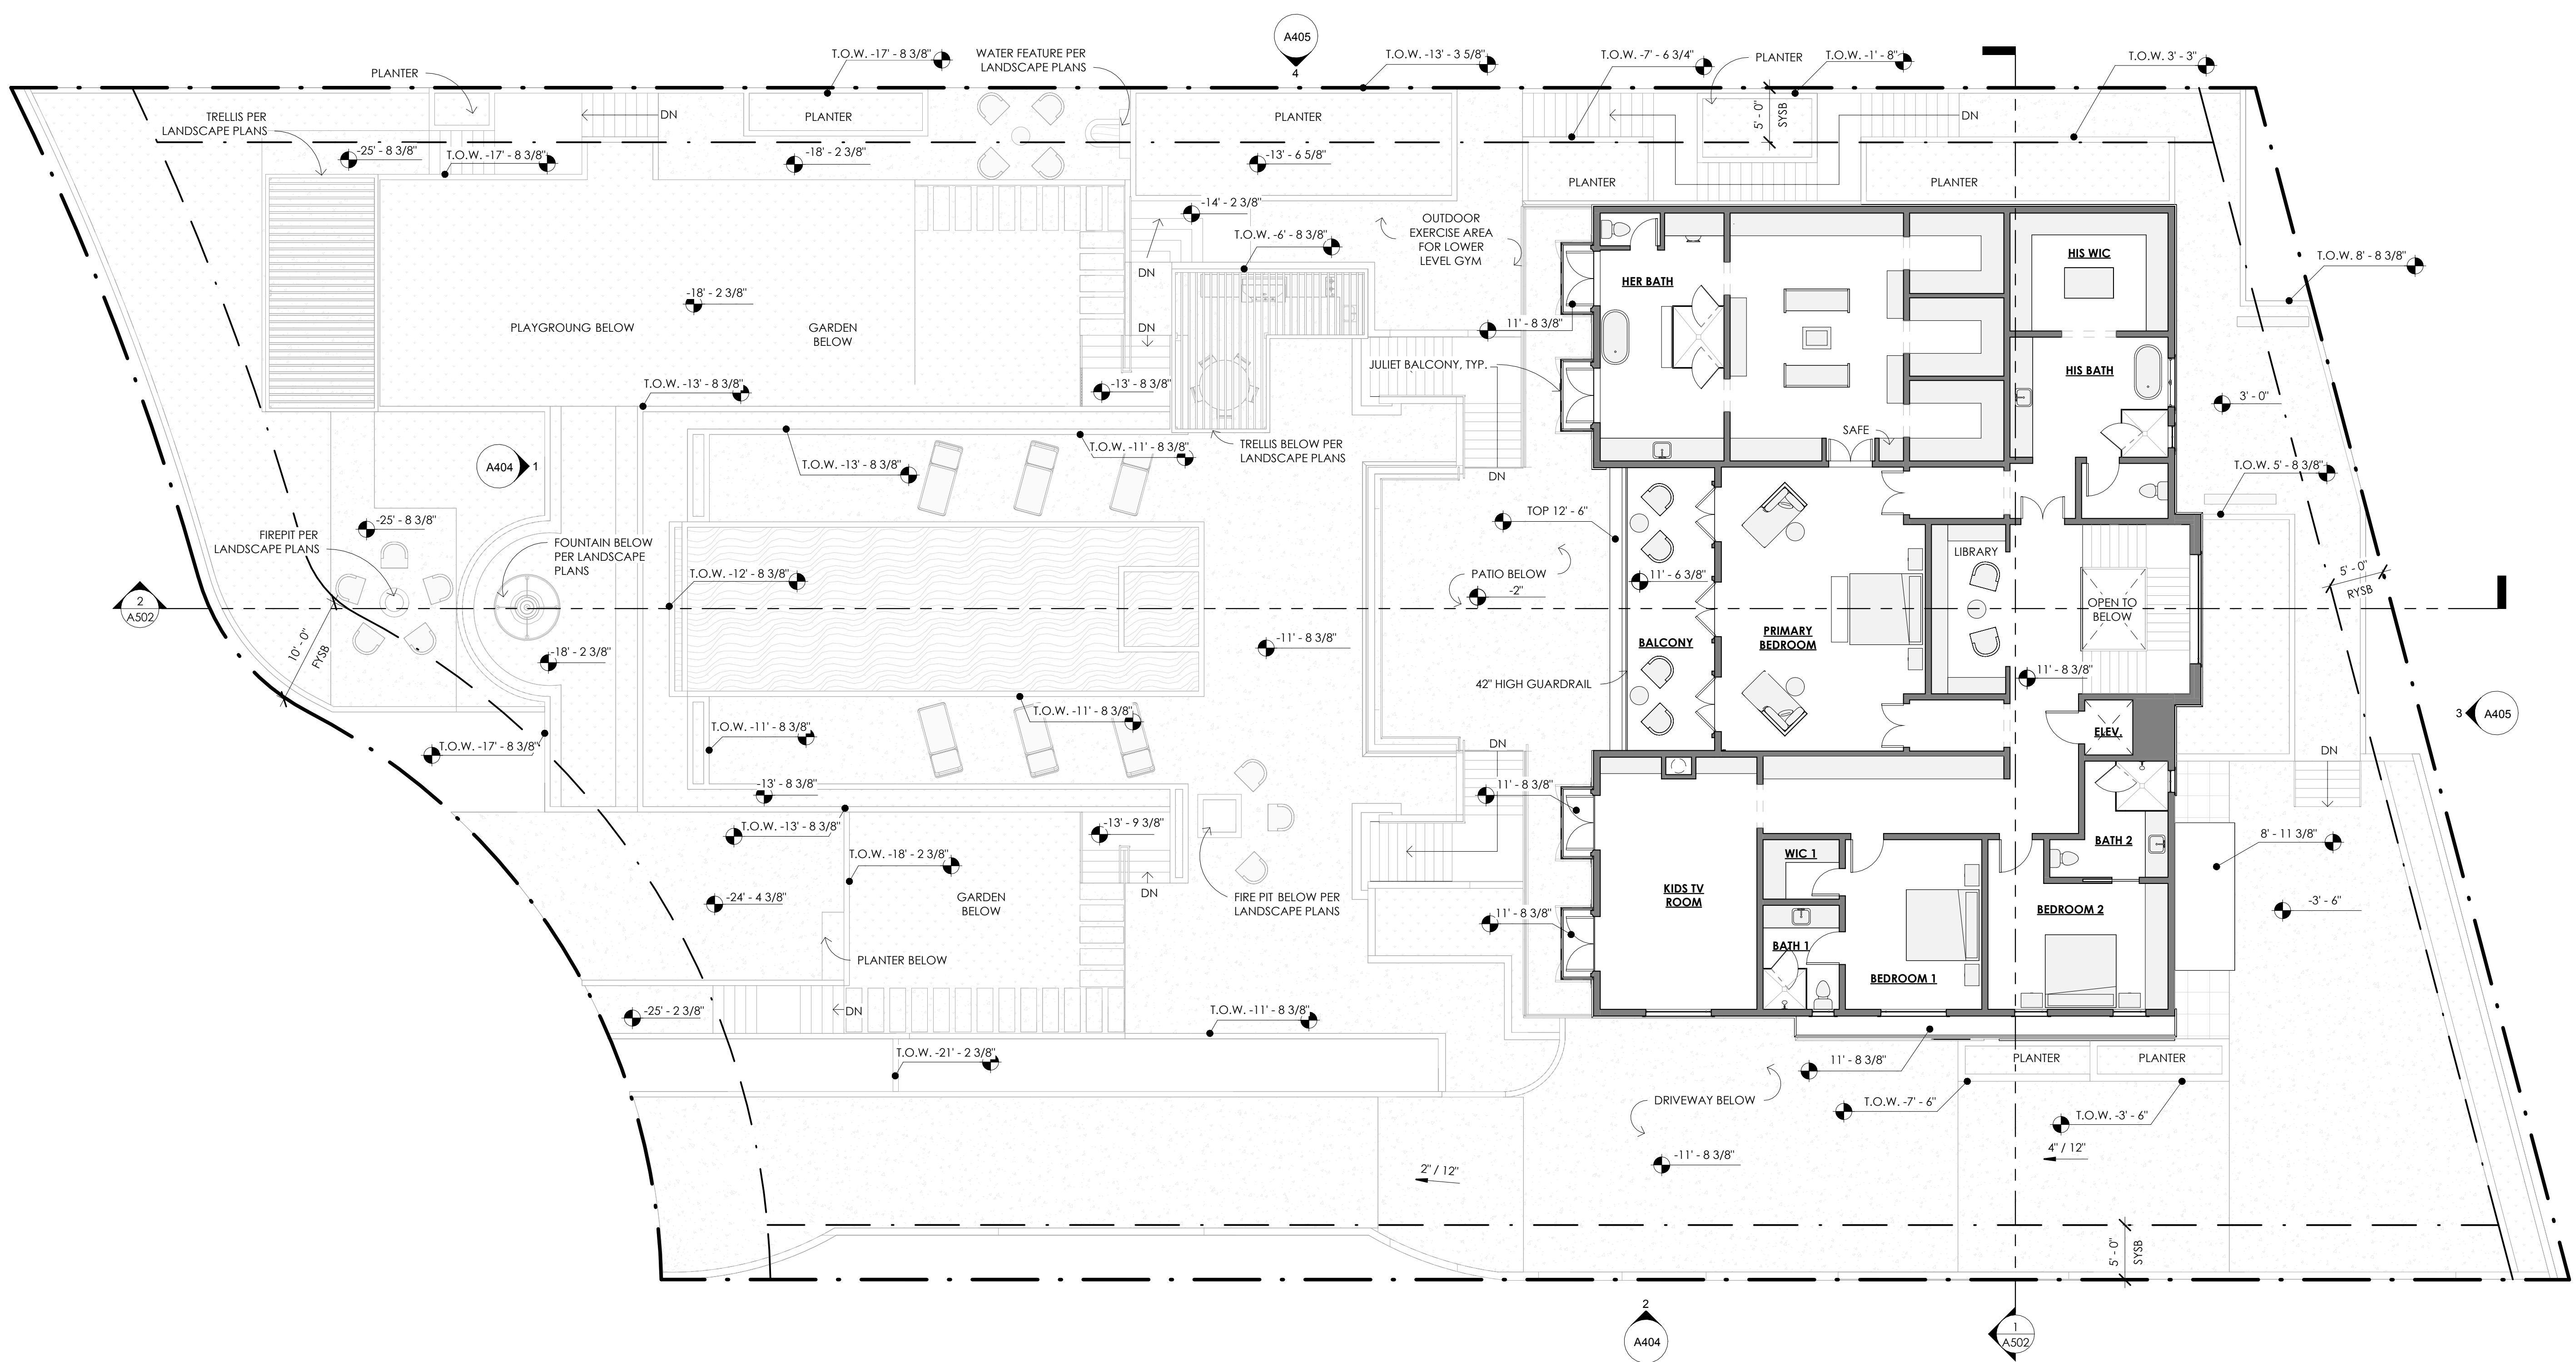 A405
4
T.O.W. -17' - 8 3/8"
WATER FEATURE PER
LANDSCAPE PLANS
T.O.W. -13' - 3 5/8"
T.O.W. -7' - 6 3/4"
PLANTER
T.O.W. -1' - 8"
T.O.W. 3' - 3"
PLANTER
TRELLIS PER
LANDSCAPE PLANS
DN
PLANTER
PLANTER
5' - 0"
SYSB
DN
-25' - 8 3/8"
T.O.W. -17' - 8 3/8"
-18' - 2 3/8"
-13' - 6 5/8"
PLANTER
PLANTER
-14' - 2 3/8"
OUTDOOR
EXERCISE AREA
FOR LOWER
LEVEL GYM
T.O.W. -6' - 8 3/8"
DN
HIS WIC
T.O.W. 8' - 8 3/8"
HER BATH
-18' - 2 3/8"
PLAYGROUNG BELOW
GARDEN
BELOW
DN
11' - 8 3/8"
JULIET BALCONY, TYP.
HIS BATH
T.O.W. -13' - 8 3/8"
-13' - 8 3/8"
3' - 0"
SAFE
A404
1
T.O.W. -13' - 8 3/8"
T.O.W. -11' - 8 3/8"
TRELLIS BELOW PER
LANDSCAPE PLANS
DN
T.O.W. 5' - 8 3/8"
-25' - 8 3/8"
FIREPIT PER
LANDSCAPE PLANS
FOUNTAIN BELOW
PER LANDSCAPE
PLANS
TOP 12' - 6"
LIBRARY
T.O.W. -12' - 8 3/8"
PATIO BELOW
-2"
11' - 6 3/8"
5' - 0"
RYSB
2
A502
OPEN TO
BELOW
10' - 0"
FYSB
-18' - 2 3/8"
-11' - 8 3/8"
BALCONY
PRIMARY
BEDROOM
11' - 8 3/8"
42" HIGH GUARDRAIL
T.O.W. -11' - 8 3/8"
T.O.W. -11' - 8 3/8"
T.O.W. -17' - 8 3/8"
DN
ELEV.
3
A405
DN
-13' - 8 3/8"
11' - 8 3/8"
T.O.W. -13' - 8 3/8"
-13' - 9 3/8"
8' - 11 3/8"
T.O.W. -18' - 2 3/8"
WIC 1
BATH 2
DN
-24' - 4 3/8"
GARDEN
BELOW
FIRE PIT BELOW PER
LANDSCAPE PLANS
KIDS TV
ROOM
11' - 8 3/8"
BEDROOM 2
-3' - 6"
PLANTER BELOW
BATH 1
BEDROOM 1
-25' - 2 3/8"
DN
T.O.W. -11' - 8 3/8"
T.O.W. -21' - 2 3/8"
11' - 8 3/8"
PLANTER
PLANTER
DRIVEWAY BELOW
T.O.W. -7' - 6"
T.O.W. -3' - 6"
-11' - 8 3/8"
4" / 12"
2" / 12"
5' - 0"
SYSB
2
A404
1
A502